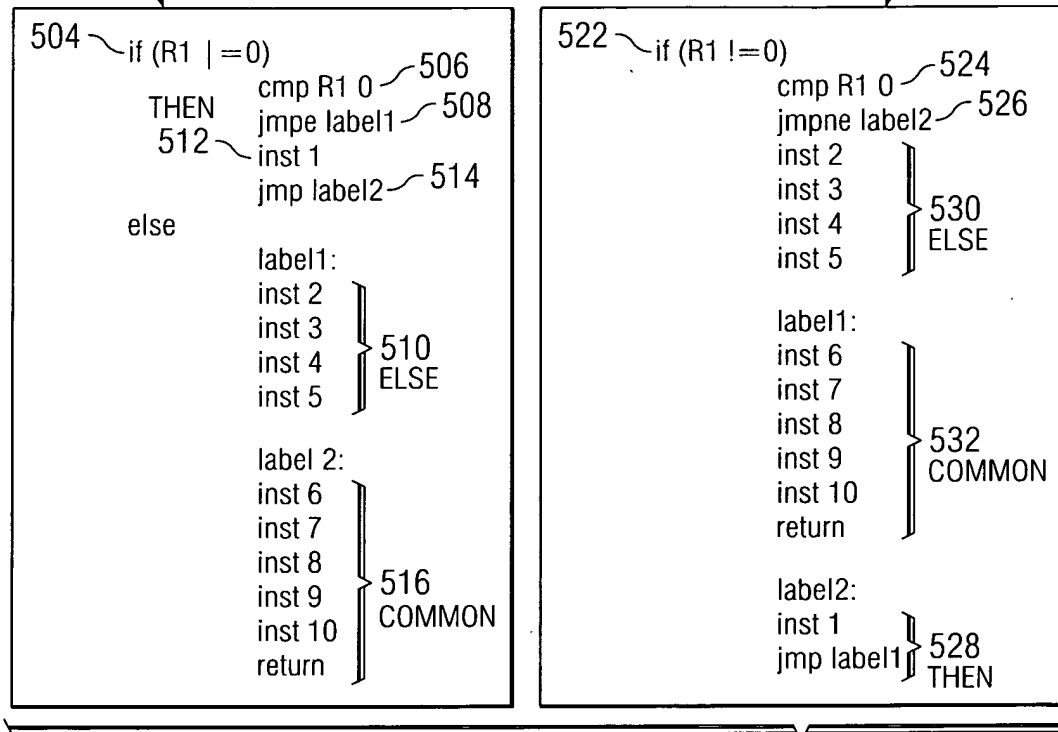 504 if (R1 | =0)
cmp R1 0 506
THEN jmpe label1 508
512 inst 1
jmp label2 514
else
label1:
inst 2
inst 3
inst 4
inst 5
510
ELSE
label 2:
inst 6
inst 7
inst 8
inst 9
inst 10
return
516
COMMON
522 if (R1 !=0)
cmp R1 0 524
jmpne label2 526
inst 2
inst 3
inst 4
inst 5
530
ELSE
label1:
inst 6
inst 7
inst 8
inst 9
inst 10
return
532
COMMON
label2:
inst 1
jmp label1
528
THEN